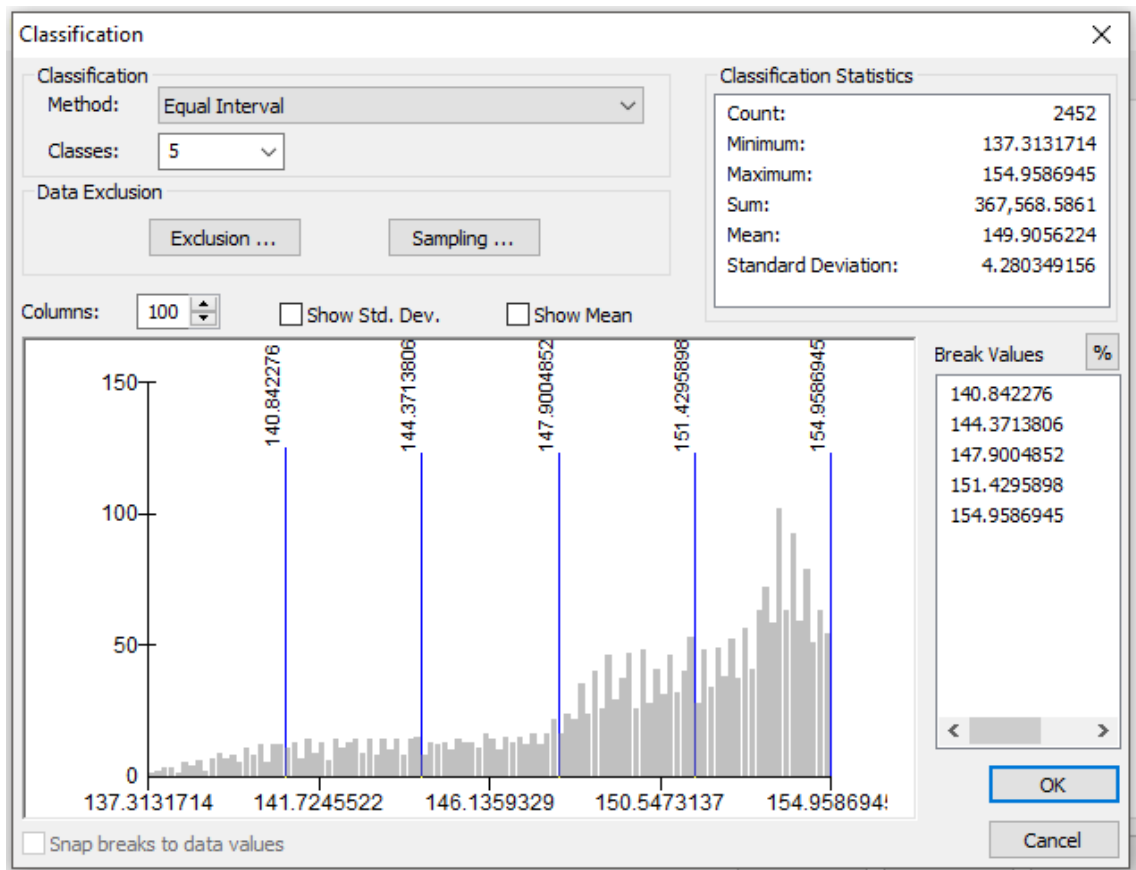 Classification
Classification
Method: Equal Interval
Classes: 5
Data Exclusion
Exclusion ...
Sampling ...
Classification Statistics
Count: 2452
Minimum: 137.3131714
Maximum: 154.9586945
Sum: 367,568.5861
Mean: 149.9056224
Standard Deviation: 4.280349156
Columns: 100
Show Std. Dev.
Show Mean
140.842276
144.3713806
147.9004852
151.4295898
154.9586945
150
100
50
0
137.3131714
141.7245522
146.1359329
150.5473137
154.958694
Break Values
%
140.842276
144.3713806
147.9004852
151.4295898
154.9586945
OK
Cancel
Snap breaks to data values